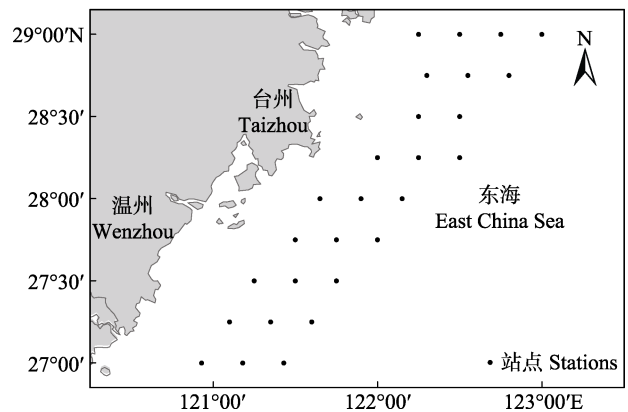 29°00′N
N
台州
Taizhou
28°30′
28°00′
温州
Wenzhou
东海
East China Sea
27°30′
27°00′
站点 Stations
121°00′
122°00′
123°00′E